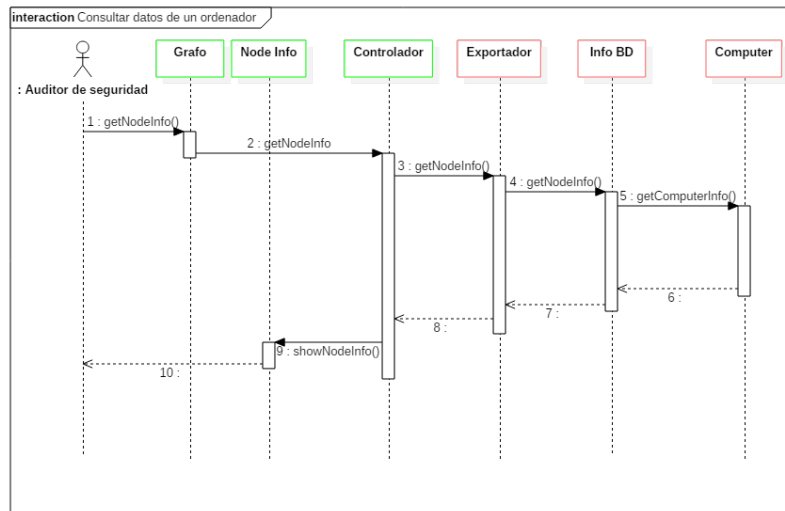 interaction Consultar datos de un ordenador
Grafo
Node Info
Controlador
Exportador
Info BD
Computer
: Auditor de seguridad
1 : getNodeInfo()
2 : getNodeInfo
3 : getNodeInfo()
4 : getNodeInfo()
5 : getComputerInfo()
6 :
7 :
8 :
9 : showNodeInfo()
10 :